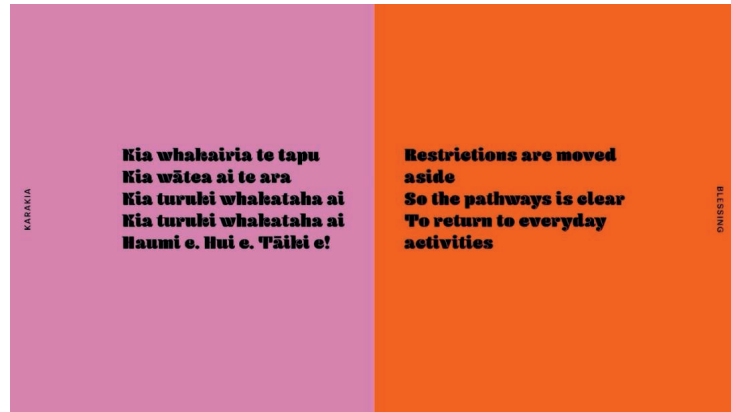 KARAKIA
Kia whakairia te tapu
Kia wātea ai te ara
Kia turuki whakataha ai
Kia turuki whakataha ai
Haumi e. Hui e. Tāiki e!
Restrictions are moved
aside
So the pathways is clear
To return to everyday
activities
BLESSING